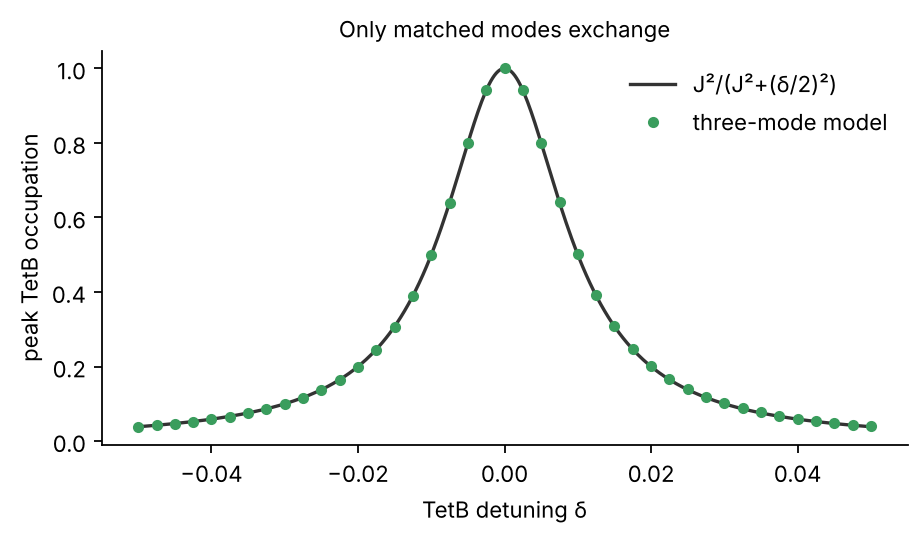 Only matched modes exchange
J²/(J²+(δ/2)²)
three-mode model
peak TetB occupation
1.0
0.8
0.6
0.4
0.2
0.0
−0.04
−0.02
0.00
0.02
0.04
TetB detuning δ